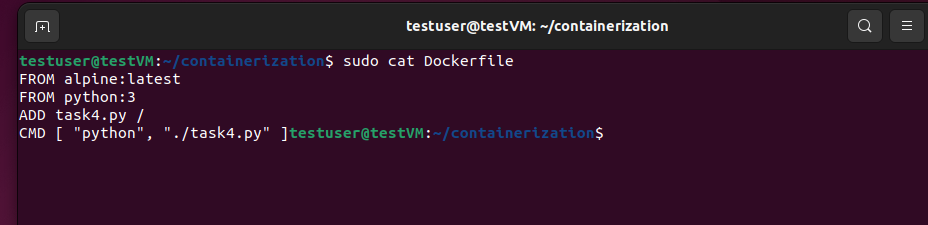 testuser@testVM: ~/containerization
testuser@testVM:~/containerization$ sudo cat Dockerfile
FROM alpine:latest
FROM python:3
ADD task4.py /
CMD [ "python", "./task4.py" ]testuser@testVM:~/containerization$